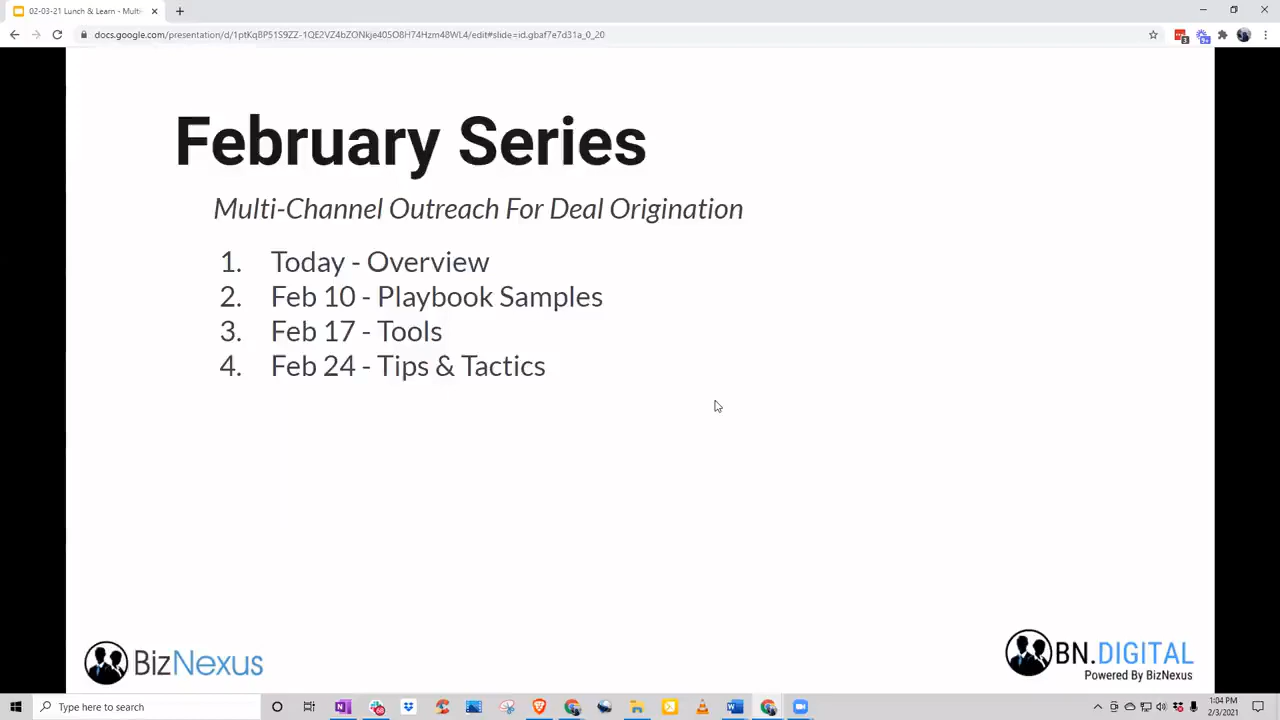 02-03-21 Lunch & Learn - Multi-
docs.google.com/presentation/d/1ptKqBP51S9ZZ-1QE2VZ4bZONkje405O8H74Hzm48WL4/edit#slide=id.gbaf7e7d31a_0_20
February Series
Multi-Channel Outreach For Deal Origination
1. Today - Overview
2. Feb 10 - Playbook Samples
3. Feb 17 - Tools
4. Feb 24 - Tips & Tactics
BizNexus
BN.DIGITAL
Powered By BizNexus
Type here to search
1:04 PM
2/3/2021